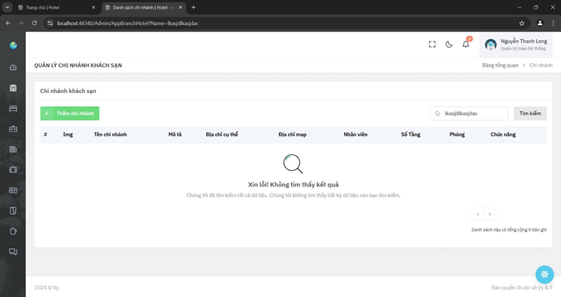 Trang chủ | Hotel
Danh sách chi nhánh | Hotel
localhost:44340/Admin/AppBranchHotel?Name=lkasjdlkasjdas
Nguyễn Thanh Long
Quản trị toàn hệ thống
QUẢN LÝ CHI NHÁNH KHÁCH SẠN
Bảng tổng quan > Chi nhánh
Chi nhánh khách sạn
+ Thêm chi nhánh
lkasjdlkasjdas
Tìm kiếm
# Img Tên chi nhánh Mô tả Địa chỉ cụ thể Địa chỉ map Nhân viên Số Tầng Phòng Chức năng
Xin lỗi! Không tìm thấy kết quả
Chúng tôi đã tìm kiếm tất cả dữ liệu, Chúng tôi không tìm thấy bất kỳ dữ liệu nào bạn tìm kiếm.
Danh sách này có tổng cộng 0 bản ghi
2024 © Vy.
Bản quyền thuộc về Vy & Ý